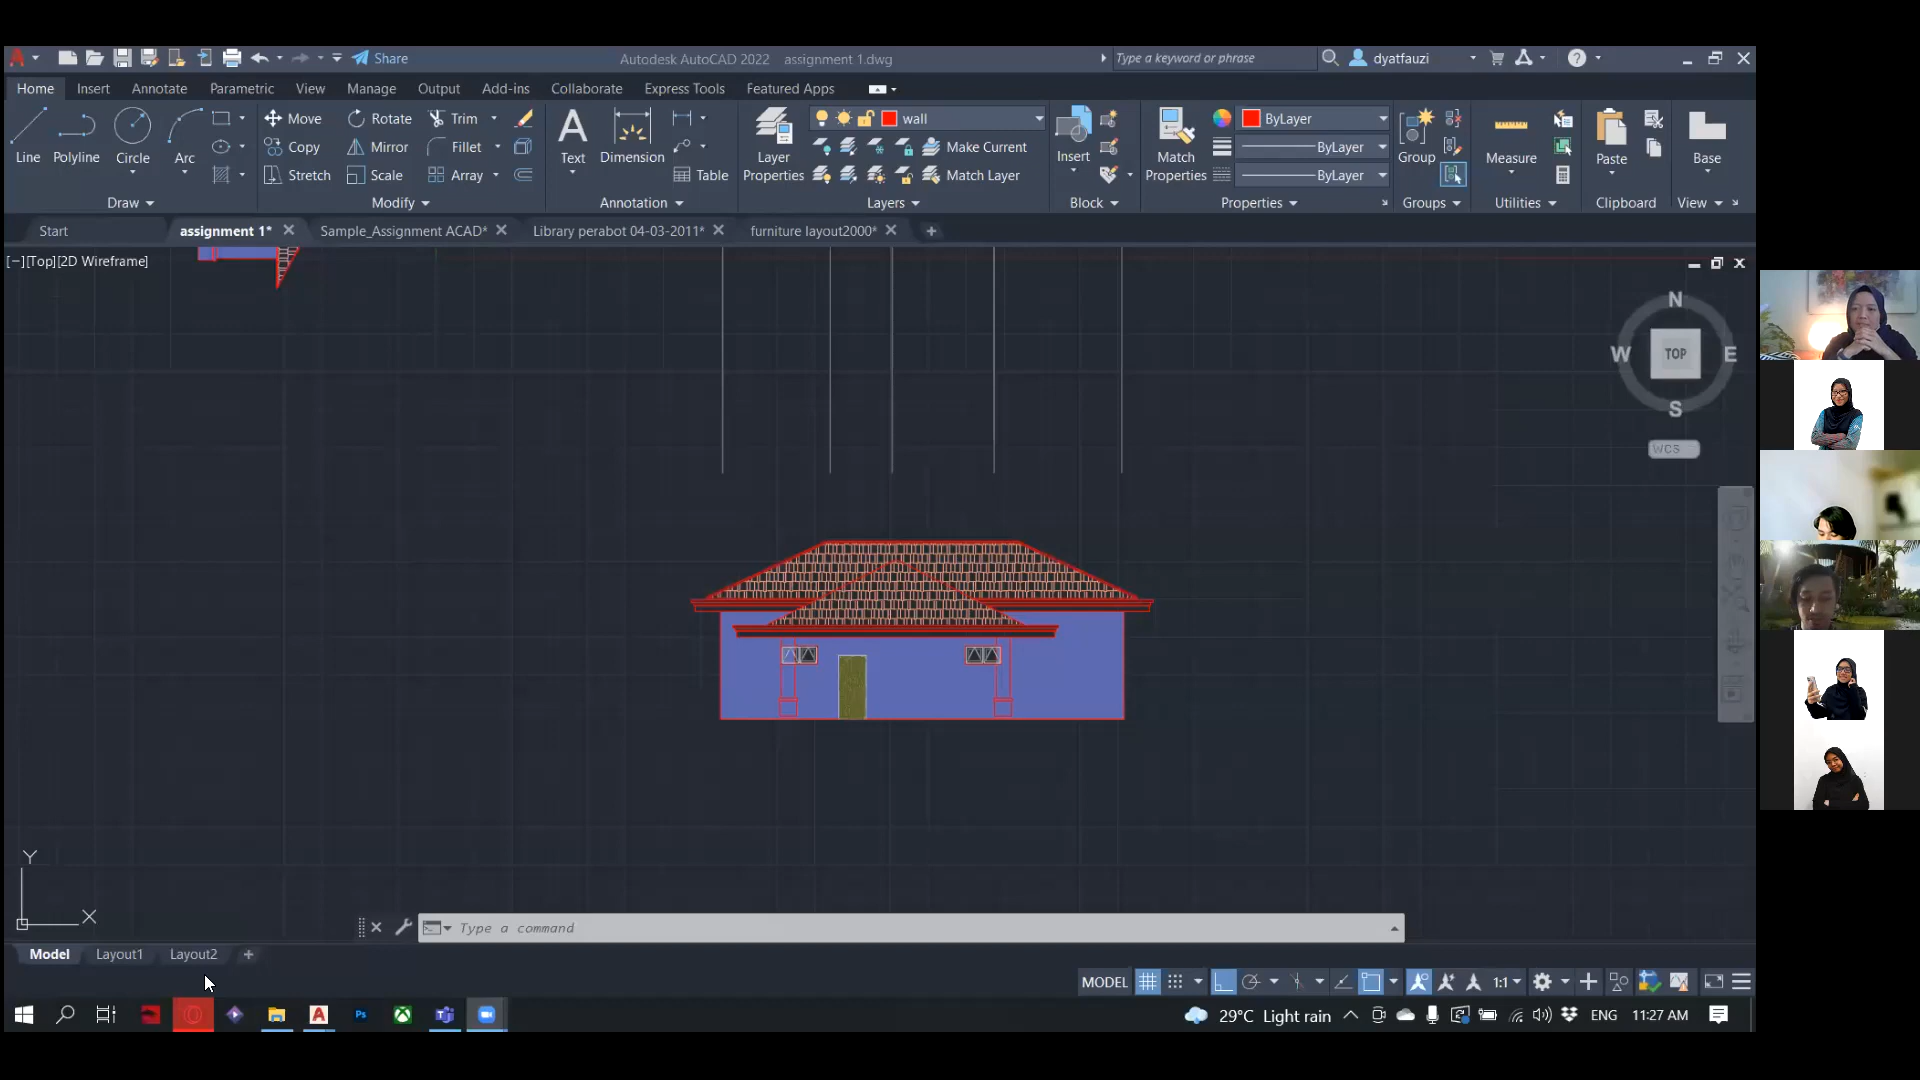 Share
Autodesk AutoCAD 2022 assignment 1.dwg
Type a keyword or phrase
dyatfauzi
Home Insert Annotate Parametric View Manage Output Add-ins Collaborate Express Tools Featured Apps
Line Polyline Circle Arc
Move Rotate Trim
Copy Mirror Fillet
Stretch Scale Array
Text Dimension Table
Layer Properties
wall
Make Current
Match Layer
Insert
Match Properties
ByLayer
ByLayer
ByLayer
Group
Measure
Paste
Base
Draw Modify Annotation Layers Block Properties Groups Utilities Clipboard View
Start assignment 1* Sample_Assignment ACAD* Library perabot 04-03-2011* furniture layout2000*
[−][Top][2D Wireframe]
N
W TOP E
S
WCS
Y
X
Type a command
Model Layout1 Layout2
MODEL 1:1
Ps
29°C Light rain ENG 11:27 AM